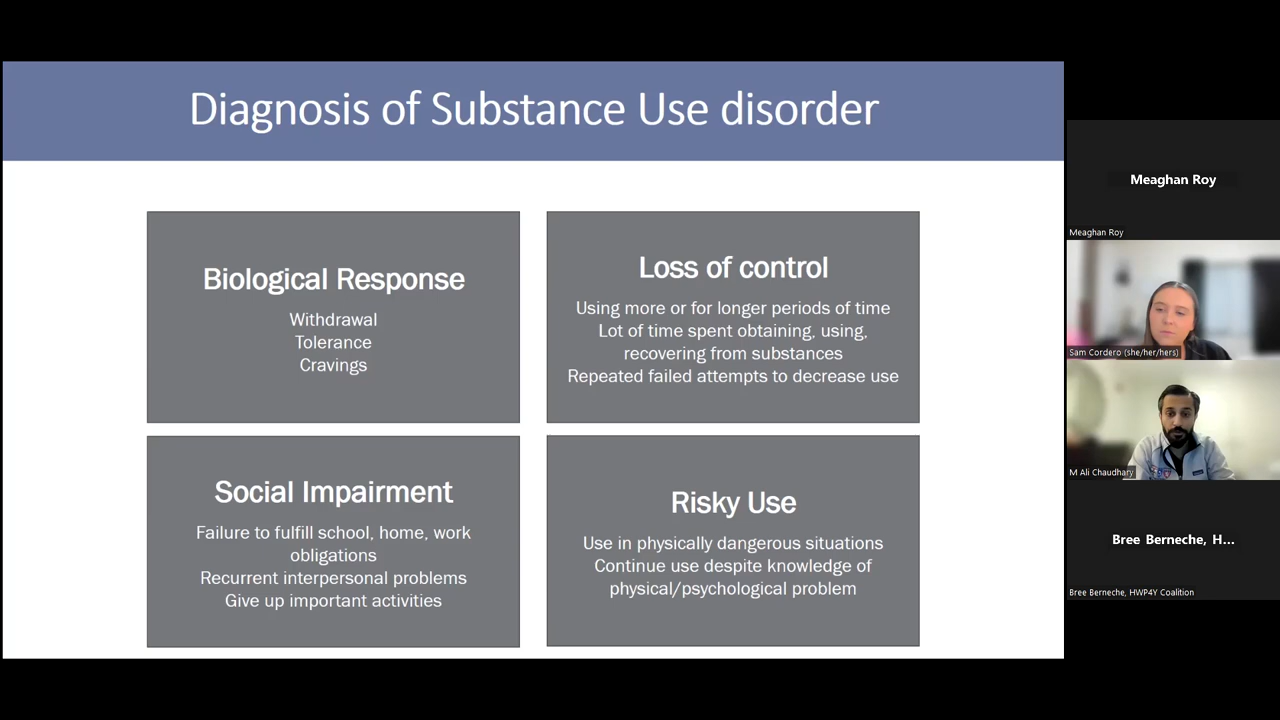 Diagnosis of Substance Use disorder
Biological Response
Withdrawal
Tolerance
Cravings
Loss of control
Using more or for longer periods of time
Lot of time spent obtaining, using,
recovering from substances
Repeated failed attempts to decrease use
Social Impairment
Failure to fulfill school, home, work
obligations
Recurrent interpersonal problems
Give up important activities
Risky Use
Use in physically dangerous situations
Continue use despite knowledge of
physical/psychological problem
Meaghan Roy
Meaghan Roy
Sam Cordero (she/her/hers)
M Ali Chaudhary
Bree Berneche, H...
Bree Berneche, HWP4Y Coalition